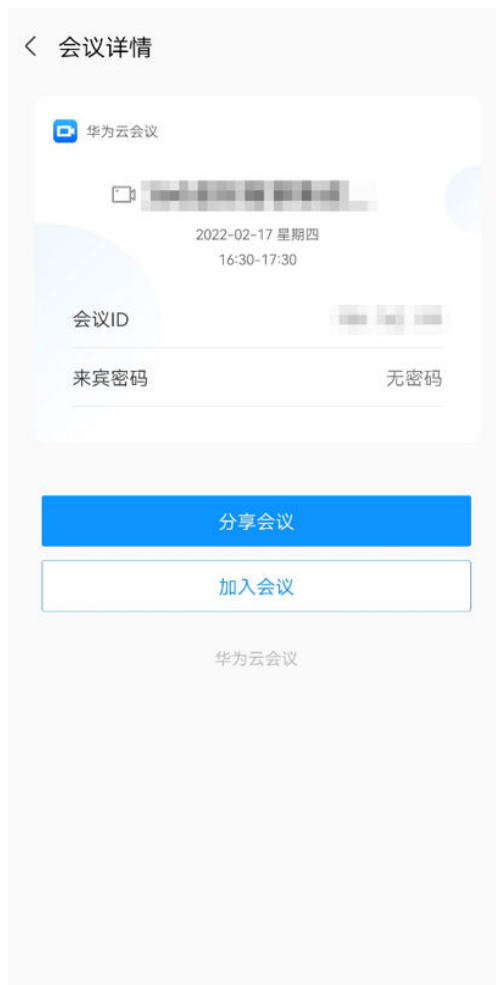 会议详情
华为云会议
2022-02-17 星期四
16:30-17:30
会议ID
来宾密码 无密码
分享会议
加入会议
华为云会议